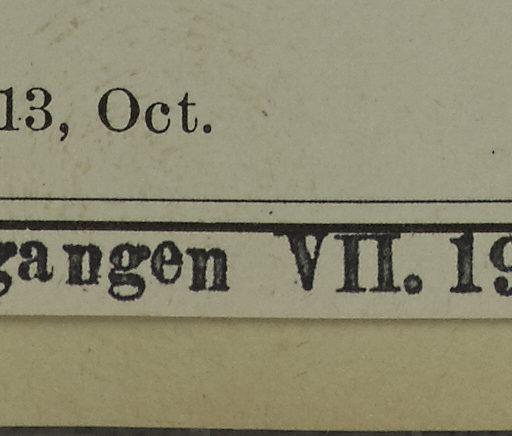 13, Oct.
gangen VII. 19